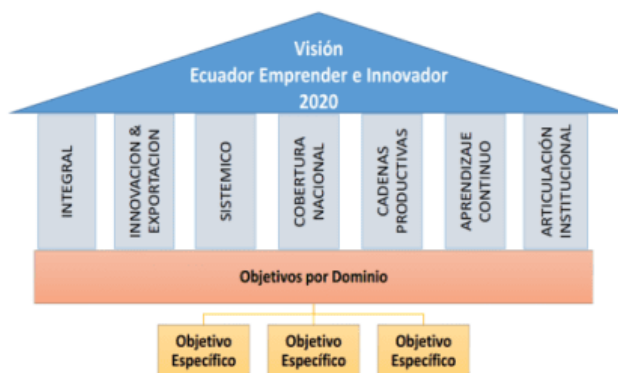 Visión
Ecuador Emprender e Innovador
2020
INTEGRAL
INNOVACION &
EXPORTACION
SISTEMICO
COBERTURA
NACIONAL
CADENAS
PRODUCTIVAS
APRENDIZAJE
CONTINUO
ARTICULACIÓN
INSTITUCIONAL
Objetivos por Dominio
Objetivo
Específico
Objetivo
Específico
Objetivo
Específico